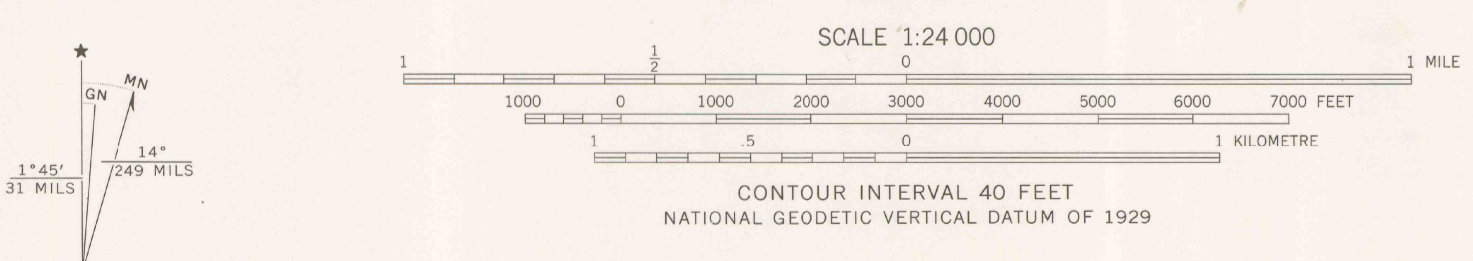 SCALE 1:24 000
1 1/2 0 1 MILE
1000 0 1000 2000 3000 4000 5000 6000 7000 FEET
1 .5 0 1 KILOMETRE
CONTOUR INTERVAL 40 FEET
NATIONAL GEODETIC VERTICAL DATUM OF 1929
★
MN
GN
14°
249 MILS
1°45′
31 MILS